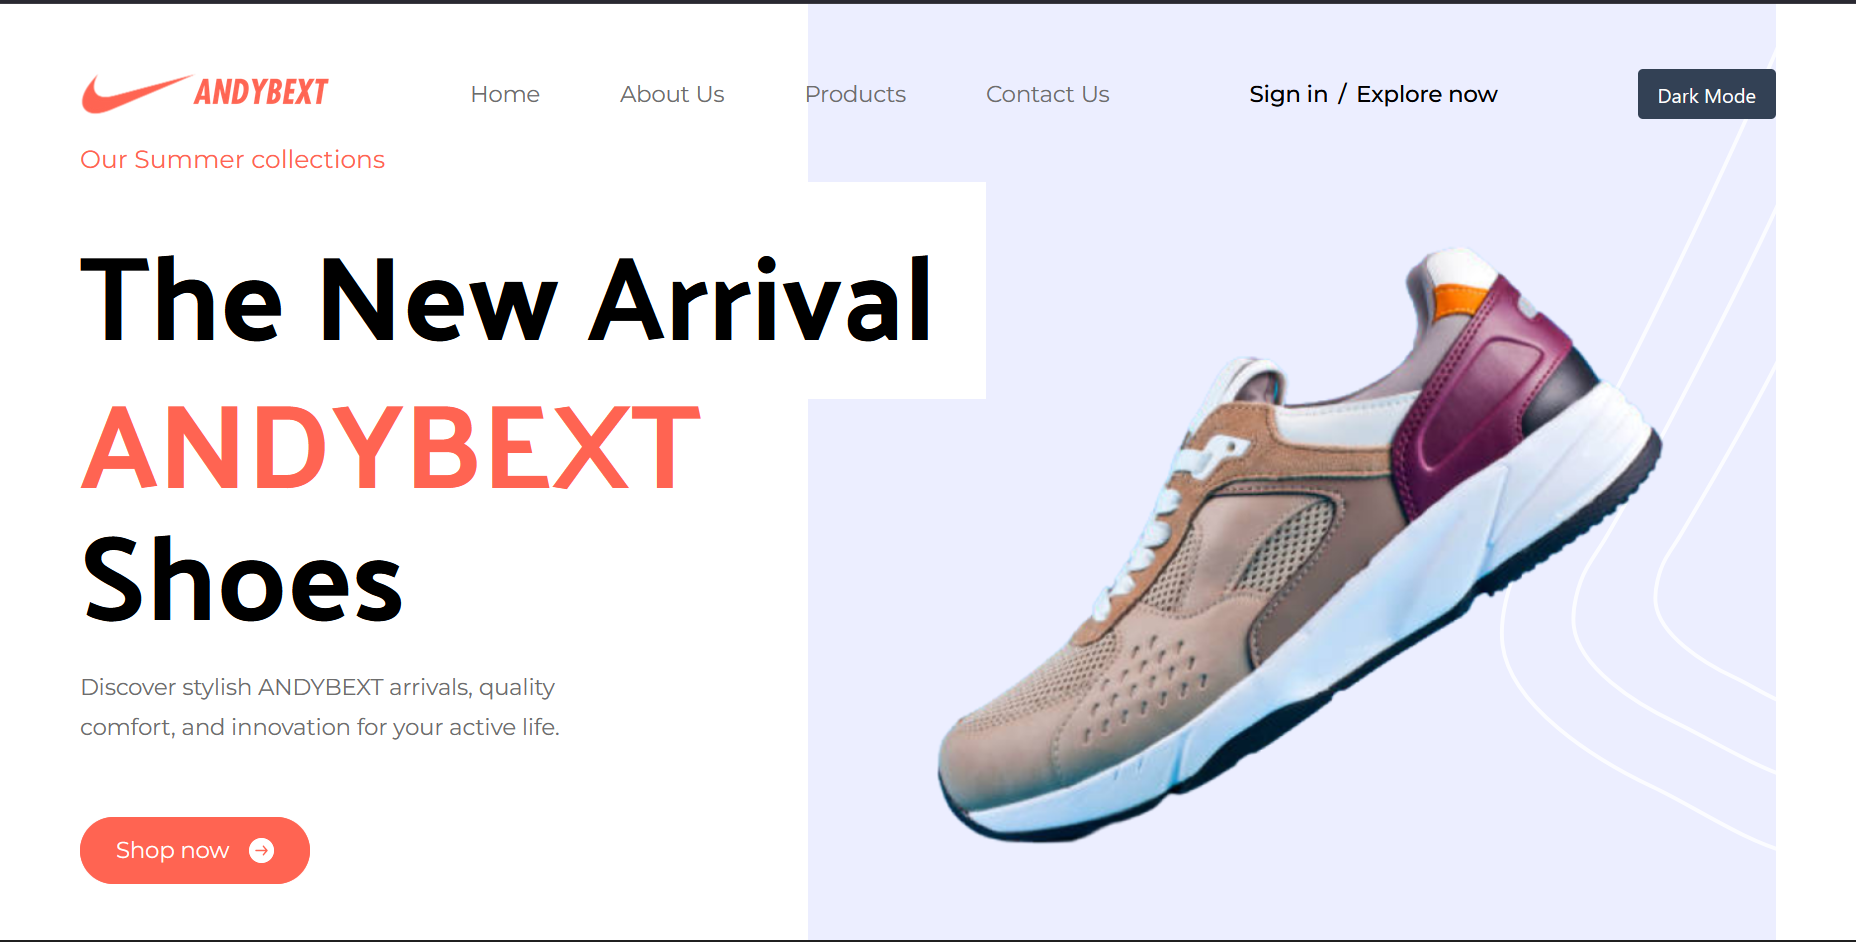 ANDYBEXT
Home About Us Products Contact Us Sign in / Explore now Dark Mode
Our Summer collections
The New Arrival
ANDYBEXT
Shoes
Discover stylish ANDYBEXT arrivals, quality
comfort, and innovation for your active life.
Shop now